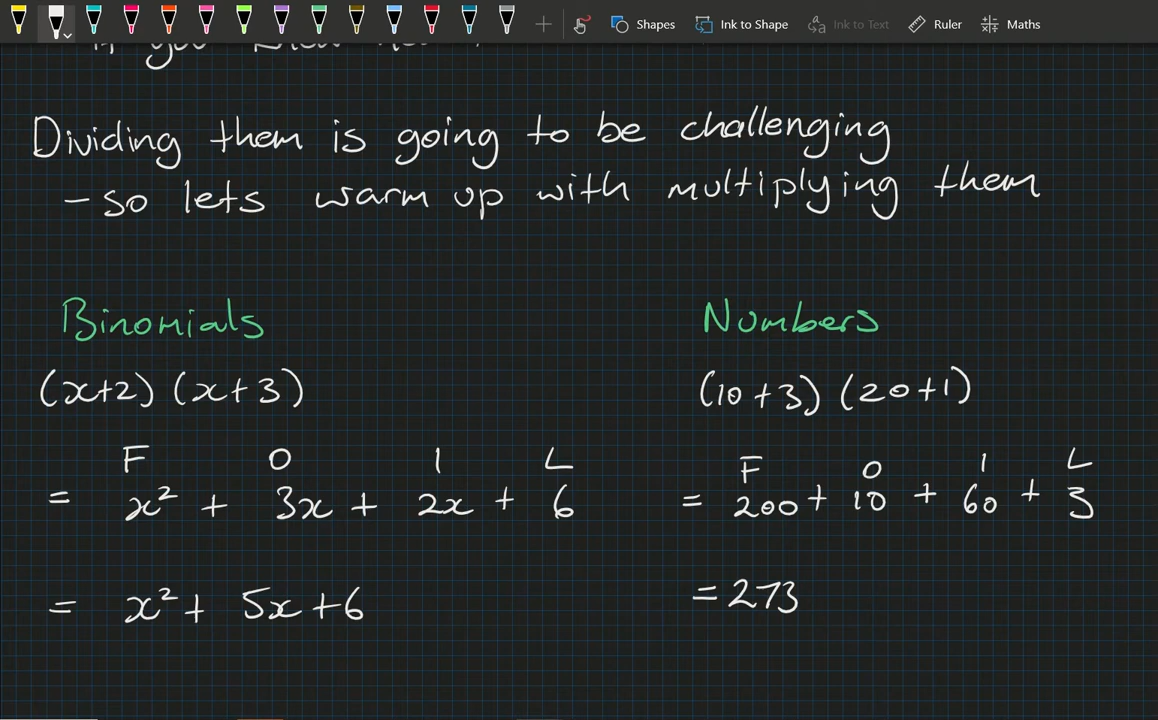 Shapes Ink to Shape Ink to Text Ruler Maths
if you
Dividing them is going to be challenging
- so lets warm up with multiplying them
Binomials
(x+2) (x+3)
F O I L
= x² + 3x + 2x + 6
= x² + 5x + 6
Numbers
(10 + 3) (20 + 1)
F O I L
= 200 + 10 + 60 + 3
= 273